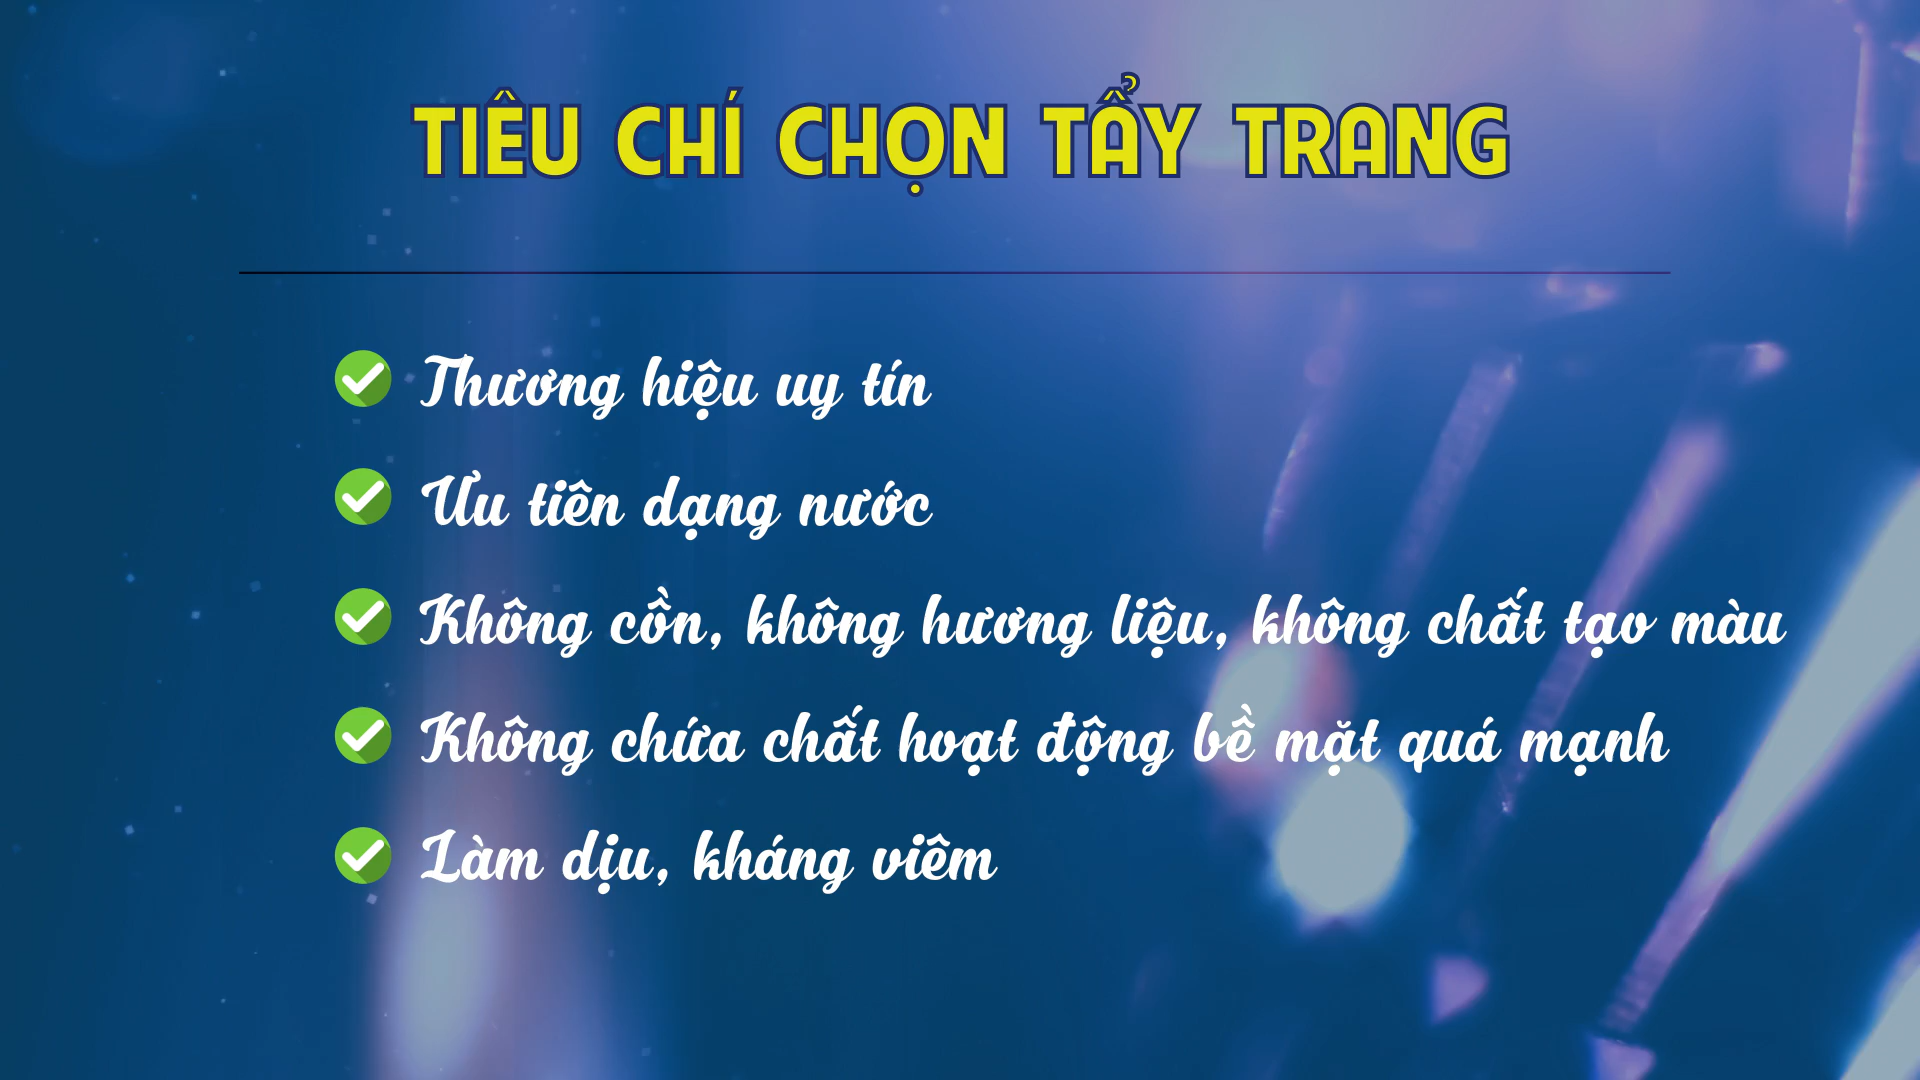 TIÊU CHÍ CHỌN TẨY TRANG
Thương hiệu uy tín
Ưu tiên dạng nước
Không cồn, không hương liệu, không chất tạo màu
Không chứa chất hoạt động bề mặt quá mạnh
Làm dịu, kháng viêm